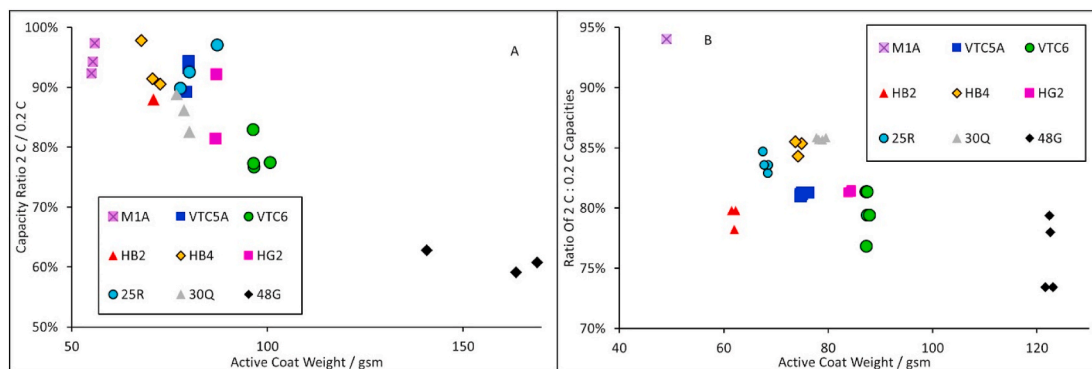 A
Capacity Ratio 2 C / 0.2 C
100%
90%
80%
70%
60%
50%
M1A VTC5A VTC6
HB2 HB4 HG2
25R 30Q 48G
50 100 150
Active Coat Weight / gsm
B
Ratio Of 2 C : 0.2 C Capacities
95%
90%
85%
80%
75%
70%
M1A VTC5A VTC6
HB2 HB4 HG2
25R 30Q 48G
40 60 80 100 120
Active Coat Weight / gsm